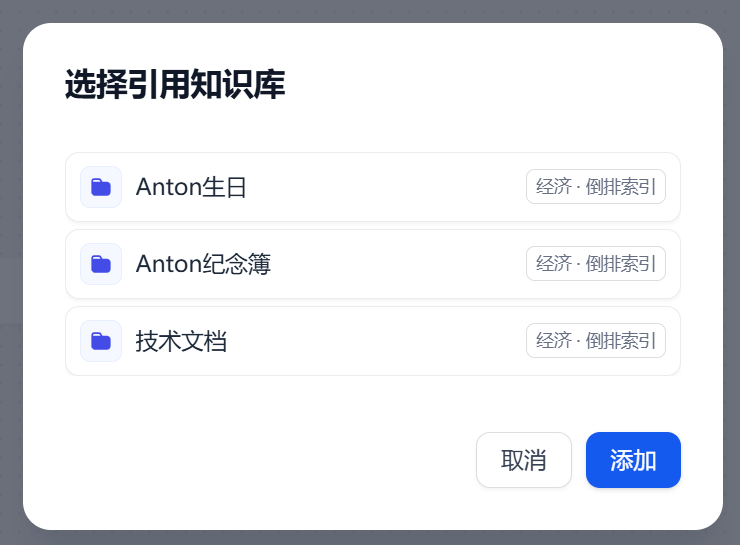 选择引用知识库
Anton生日
经济 · 倒排索引
Anton纪念簿
经济 · 倒排索引
技术文档
经济 · 倒排索引
取消
添加